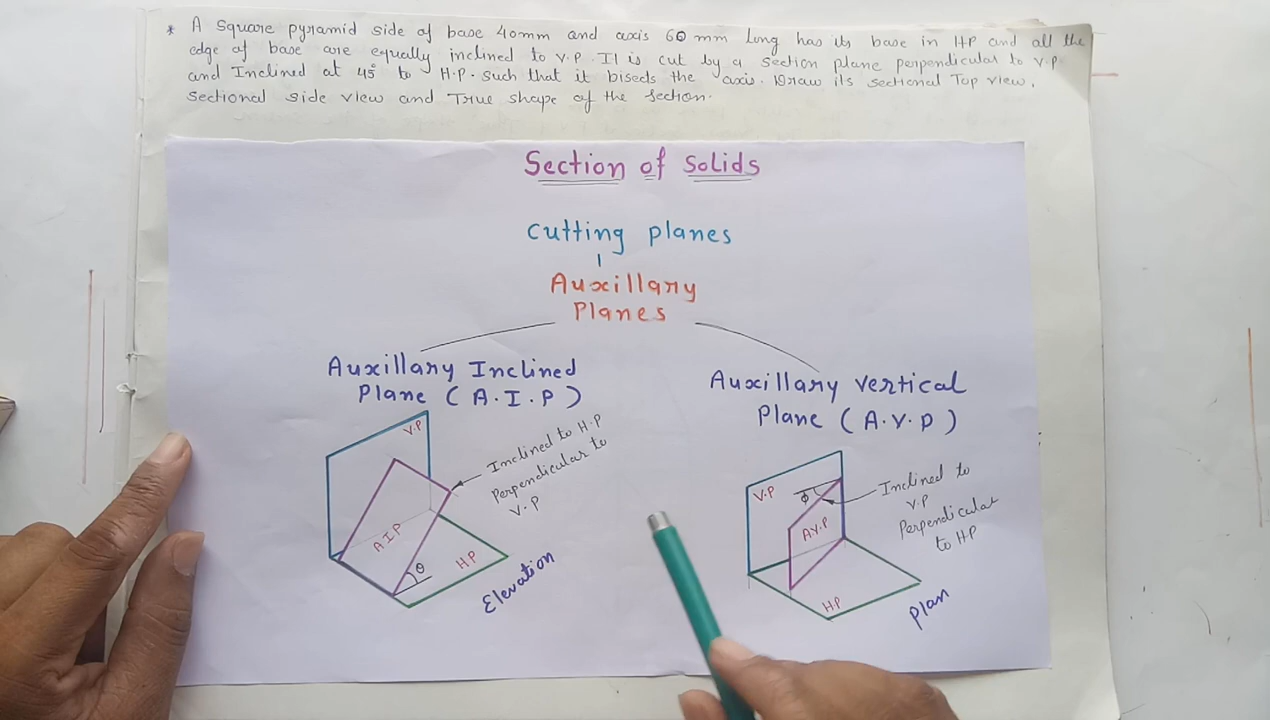 * A Square pyramid side of base 40mm and axis 60 mm long has its base in HP and all the
edge of base are equally inclined to V.P. It is cut by a section plane perpendicular to V.P.
and Inclined at 45° to H.P. such that it bisects the axis. Draw its sectional Top view,
sectional side view and True shape of the section.
Section of Solids
Cutting planes
Auxillary
Planes
Auxillary Inclined
Plane ( A.I.P )
V.P
A I P
HP
θ
Inclined to H.P
Perpendicular to
V.P
Elevation
Auxillary vertical
Plane ( A.V.P )
V.P
ϕ
A.V.P
HP
Inclined to
V.P
Perpendicular
to HP
Plan